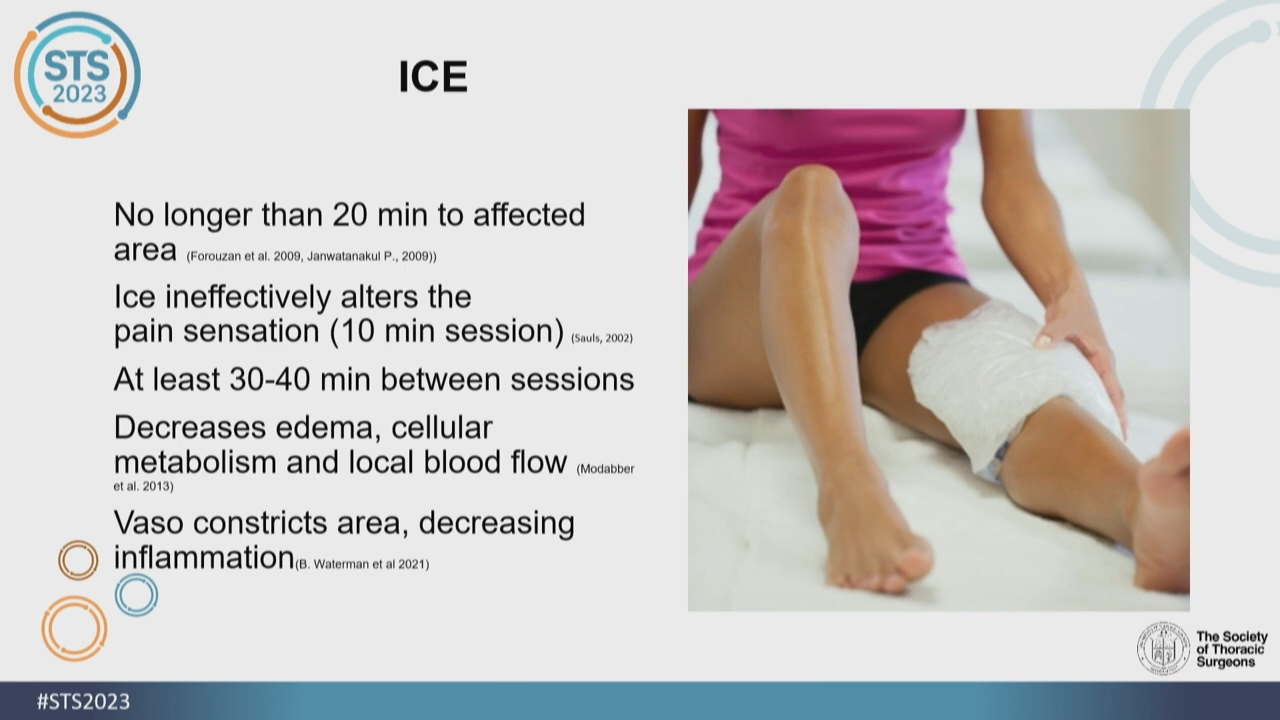 STS
2023
ICE
No longer than 20 min to affected
area (Forouzan et al. 2009, Janwatanakul P., 2009))
Ice ineffectively alters the
pain sensation (10 min session) (Sauls, 2002)
At least 30-40 min between sessions
Decreases edema, cellular
metabolism and local blood flow (Modabber
et al. 2013)
Vaso constricts area, decreasing
inflammation(B. Waterman et al 2021)
The Society
of Thoracic
Surgeons
#STS2023